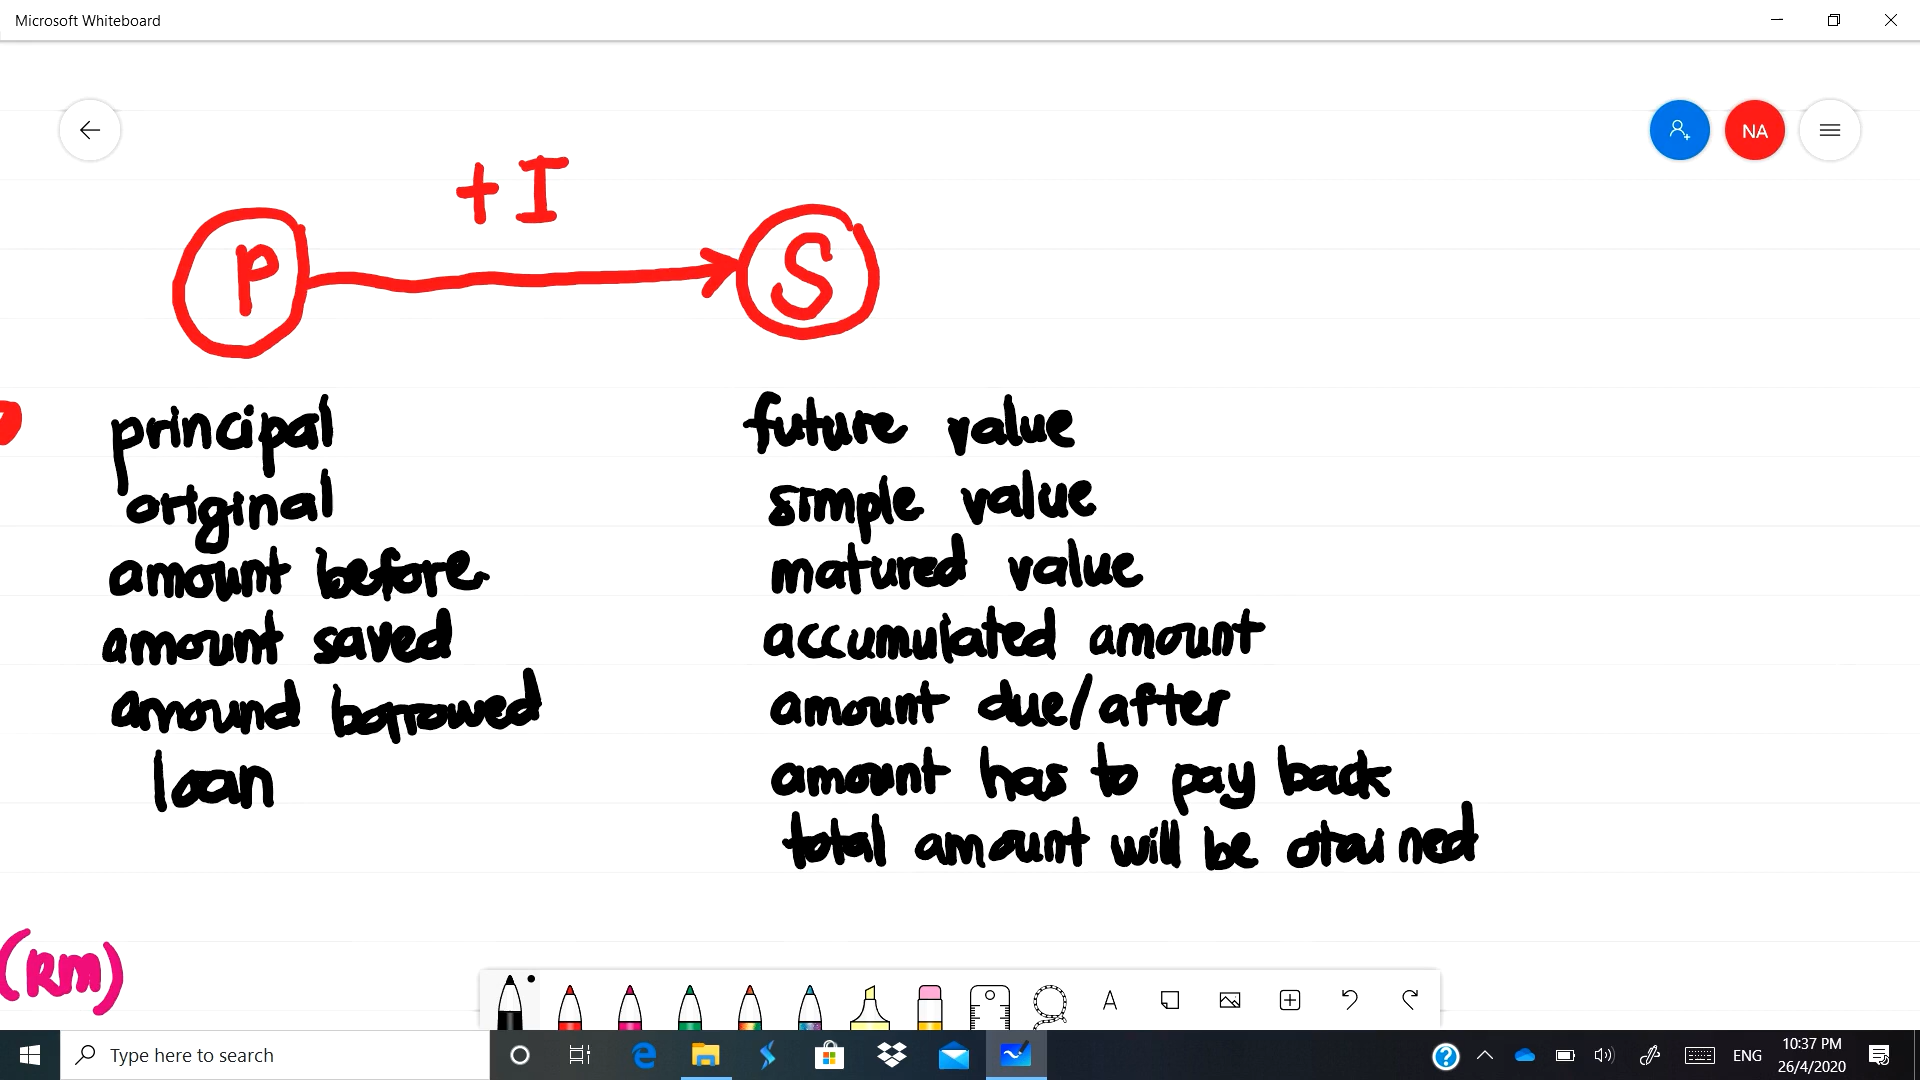 Microsoft Whiteboard
NA
+ I
P
S
principal
original
amount before
amount saved
amound borrowed
loan
future value
simple value
matured value
accumulated amount
amount due/after
amount has to pay back
total amount will be otained
(RM)
A
Type here to search
ENG
10:37 PM
26/4/2020